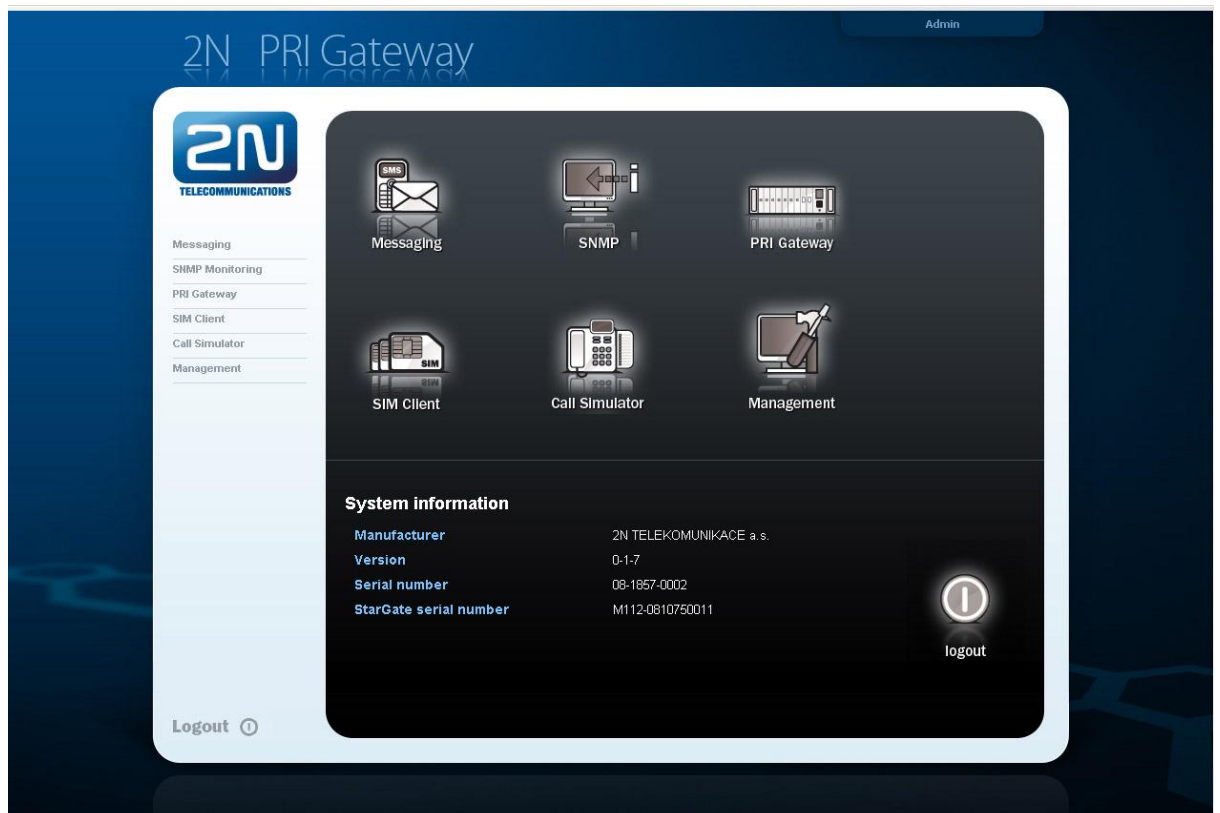 Admin
2N PRI Gateway
2N
TELECOMMUNICATIONS
Messaging
SNMP Monitoring
PRI Gateway
SIM Client
Call Simulator
Management
SMS
i
Messaging
SNMP
PRI Gateway
SIM
SIM Client
Call Simulator
Management
System information
Manufacturer 2N TELEKOMUNIKACE a.s.
Version 0-1-7
Serial number 08-1857-0002
StarGate serial number M112-0810750011
logout
Logout